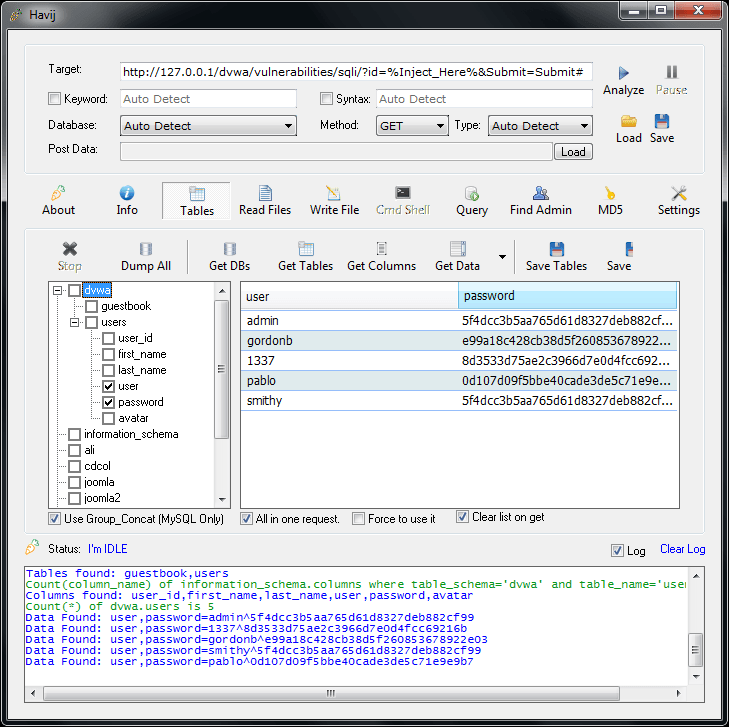 Havij
Target: http://127.0.0.1/dvwa/vulnerabilities/sqli/?id=%Inject_Here%&Submit=Submit#
Analyze Pause
Keyword: Auto Detect Syntax: Auto Detect
Database: Auto Detect Method: GET Type: Auto Detect
Load Save
Post Data: Load
About Info Tables Read Files Write File Cmd Shell Query Find Admin MD5 Settings
Stop Dump All Get DBs Get Tables Get Columns Get Data Save Tables Save
dvwa
guestbook
users
user_id
first_name
last_name
user
password
avatar
information_schema
ali
cdcol
joomla
joomla2
user password
admin 5f4dcc3b5aa765d61d8327deb882cf...
gordonb e99a18c428cb38d5f260853678922...
1337 8d3533d75ae2c3966d7e0d4fcc692...
pablo 0d107d09f5bbe40cade3de5c71e9e...
smithy 5f4dcc3b5aa765d61d8327deb882cf...
Use Group_Concat (MySQL Only) All in one request. Force to use it Clear list on get
Status: I'm IDLE Log Clear Log
Tables found: guestbook,users
Count(column_name) of information_schema.columns where table_schema='dvwa' and table_name='user
Columns found: user_id,first_name,last_name,user,password,avatar
Count(*) of dvwa.users is 5
Data Found: user,password=admin^5f4dcc3b5aa765d61d8327deb882cf99
Data Found: user,password=1337^8d3533d75ae2c3966d7e0d4fcc69216b
Data Found: user,password=gordonb^e99a18c428cb38d5f260853678922e03
Data Found: user,password=smithy^5f4dcc3b5aa765d61d8327deb882cf99
Data Found: user,password=pablo^0d107d09f5bbe40cade3de5c71e9e9b7